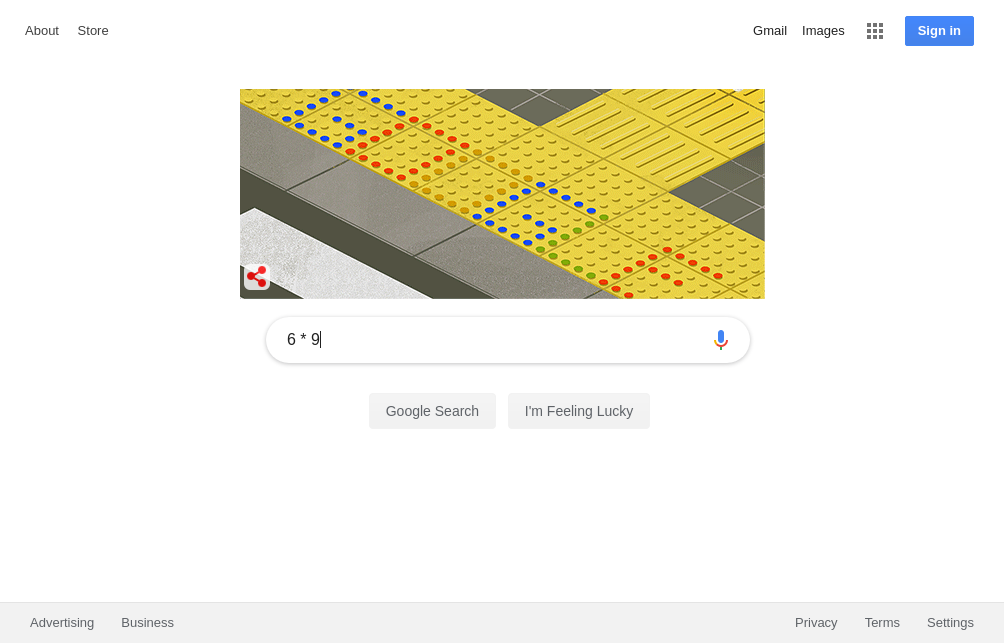 About Store Gmail Images Sign in
6 * 9
Google Search I'm Feeling Lucky
Advertising Business Privacy Terms Settings